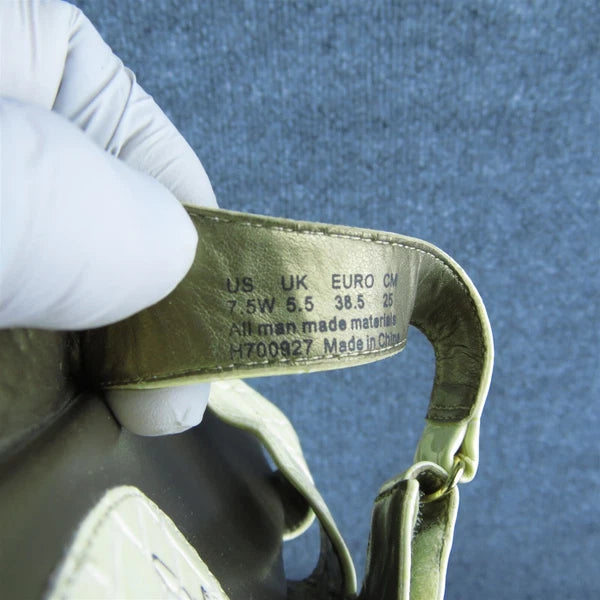 US UK EURO CM
7.5W 5.5 38.5 25
All man made materials
H700927 Made in China